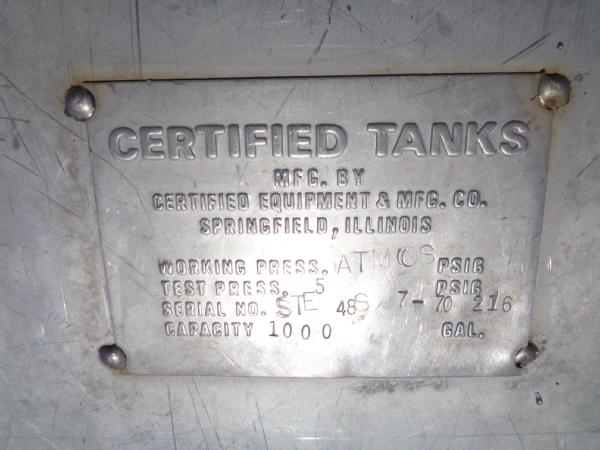 CERTIFIED TANKS
MFG. BY
CERTIFIED EQUIPMENT & MFG. CO.
SPRINGFIELD, ILLINOIS
WORKING PRESS. ATMOS PSIG
TEST PRESS. 5 PSIG
SERIAL NO. STE 48S 7-70 216
CAPACITY 1000 GAL.